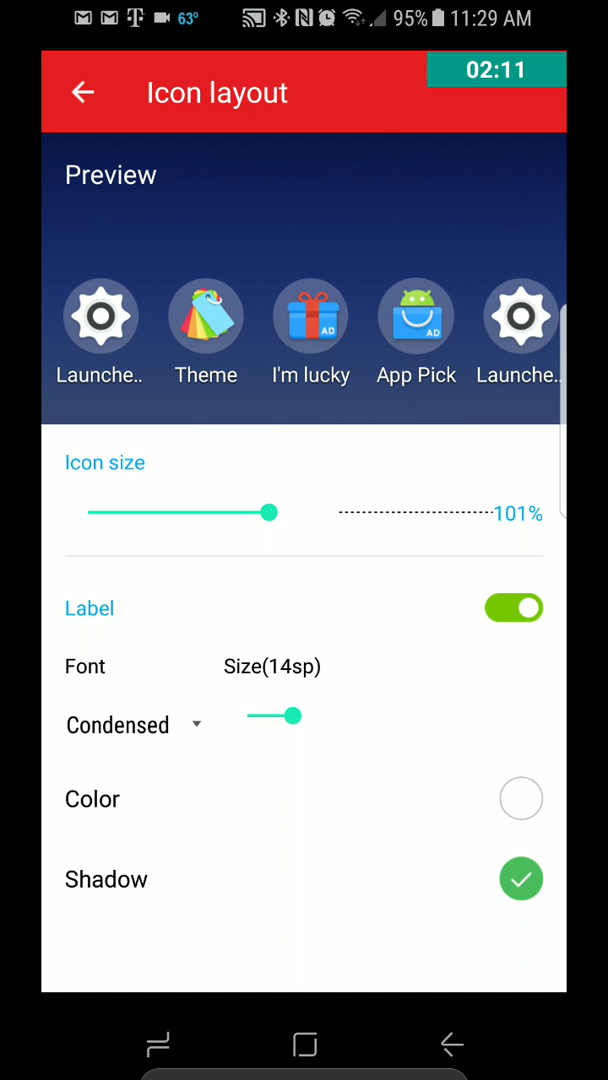 63° 95% 11:29 AM
02:11
Icon layout
Preview
AD AD
Launche.. Theme I'm lucky App Pick Launche..
Icon size
101%
Label
Font Size(14sp)
Condensed
Color
Shadow